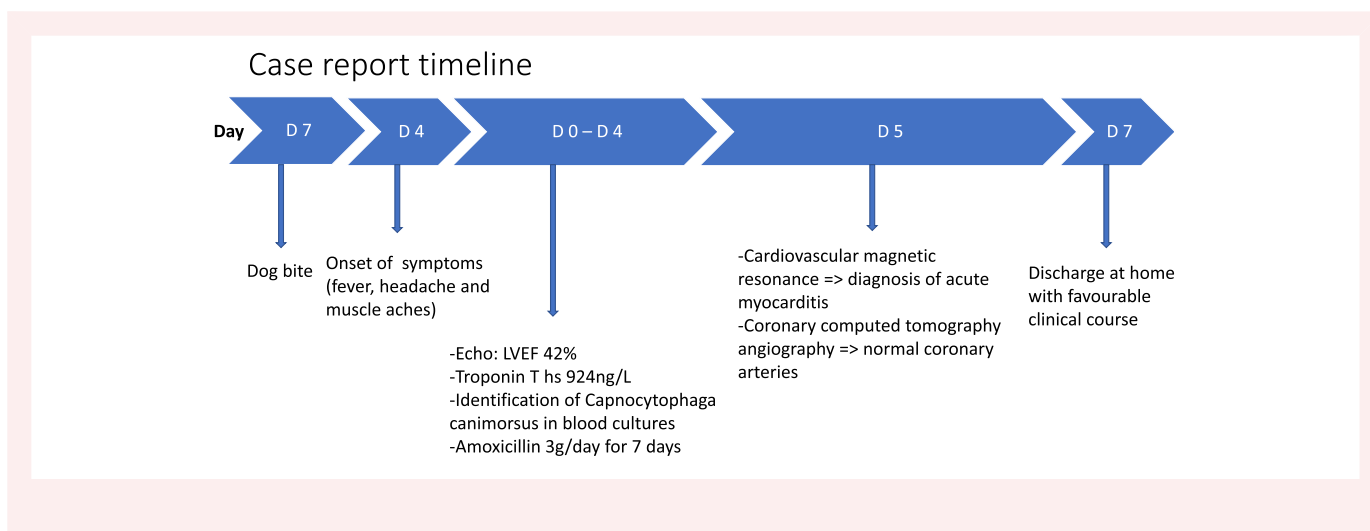 Case report timeline
Day
D 7
D 4
D 0 – D 4
D 5
D 7
Dog bite
Onset of symptoms
(fever, headache and
muscle aches)
-Echo: LVEF 42%
-Troponin T hs 924ng/L
-Identification of Capnocytophaga
canimorsus in blood cultures
-Amoxicillin 3g/day for 7 days
-Cardiovascular magnetic
resonance => diagnosis of acute
myocarditis
-Coronary computed tomography
angiography => normal coronary
arteries
Discharge at home
with favourable
clinical course